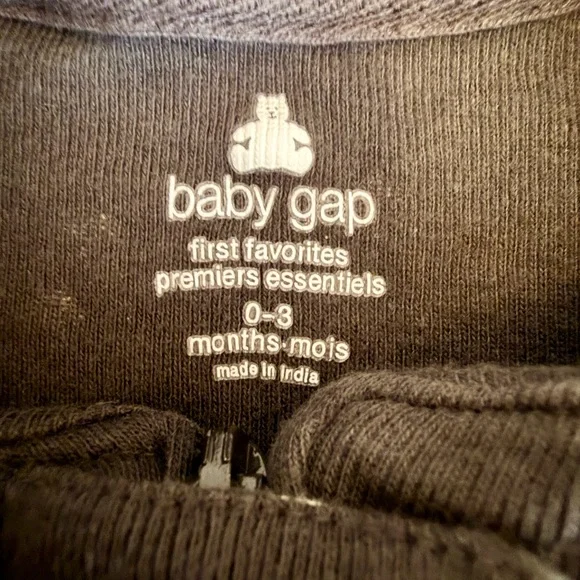 baby gap
first favorites
premiers essentiels
0-3
months·mois
made in india